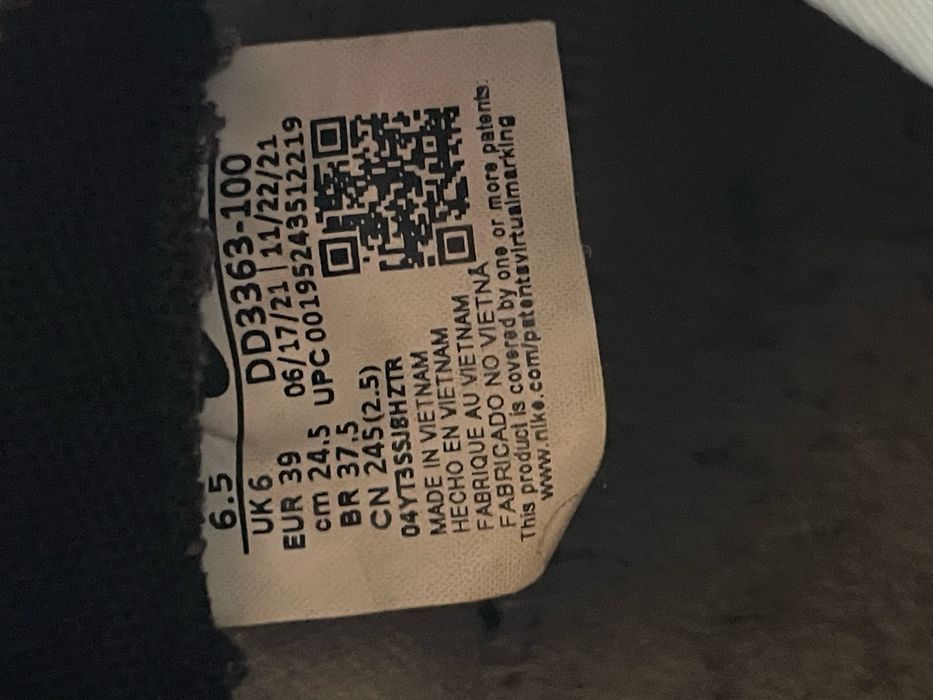 6.5
UK 6 DD3363-100
EUR 39 06/17/21 | 11/22/21
cm 24.5 UPC 00195243512219
BR 37.5
CN 245(2.5)
04YT3SSJ8HZTR
MADE IN VIETNAM
HECHO EN VIETNAM
FABRIQUE AU VIETNAM
FABRICADO NO VIETNÃ
This product is covered by one or more patents:
www.nike.com/patentsvirtualmarking